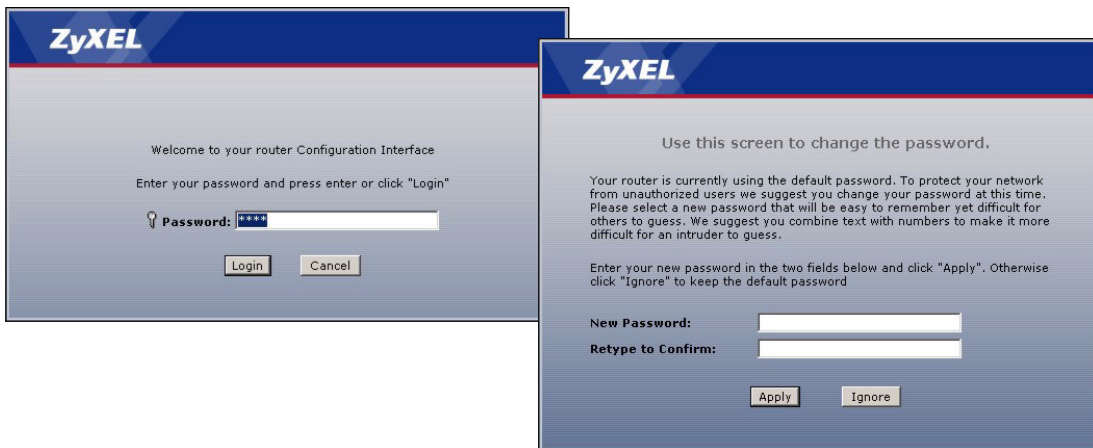 ZyXEL
Welcome to your router Configuration Interface
Enter your password and press enter or click "Login"
Password: ****
Login Cancel
ZyXEL
Use this screen to change the password.
Your router is currently using the default password. To protect your network
from unauthorized users we suggest you change your password at this time.
Please select a new password that will be easy to remember yet difficult for
others to guess. We suggest you combine text with numbers to make it more
difficult for an intruder to guess.
Enter your new password in the two fields below and click "Apply". Otherwise
click "Ignore" to keep the default password
New Password:
Retype to Confirm:
Apply Ignore